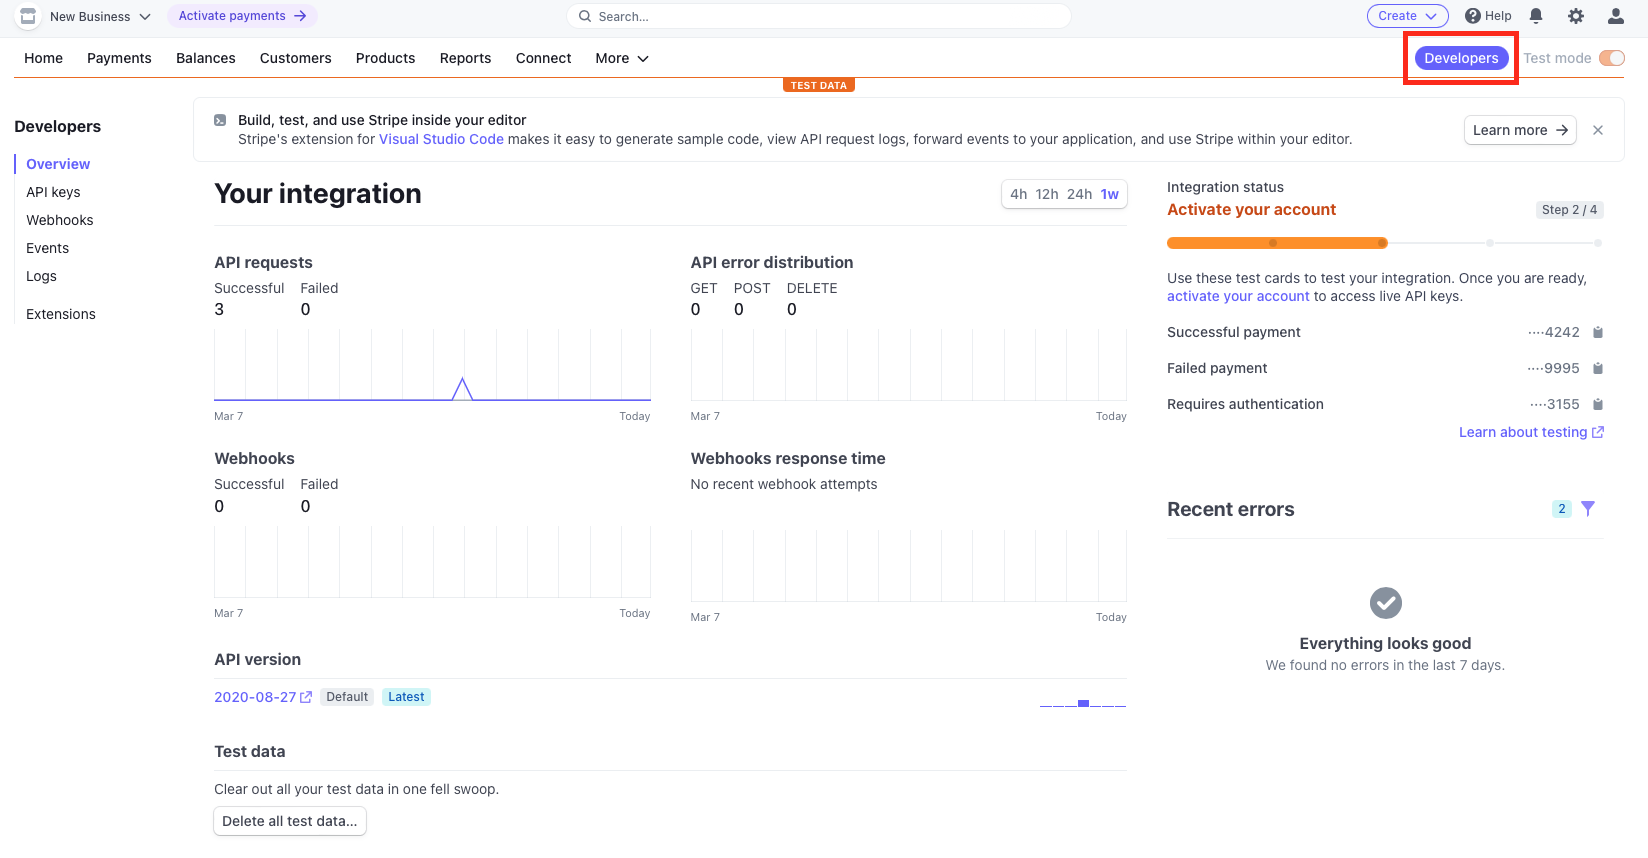 New Business
Activate payments
Search...
Create
Help
Home
Payments
Balances
Customers
Products
Reports
Connect
More
Developers
Test mode
TEST DATA
Developers
Overview
API keys
Webhooks
Events
Logs
Extensions
Build, test, and use Stripe inside your editor
Stripe's extension for Visual Studio Code makes it easy to generate sample code, view API request logs, forward events to your application, and use Stripe within your editor.
Learn more
Your integration
4h 12h 24h 1w
API requests
Successful Failed
3 0
Mar 7 Today
API error distribution
GET POST DELETE
0 0 0
Mar 7 Today
Webhooks
Successful Failed
0 0
Mar 7 Today
Webhooks response time
No recent webhook attempts
Mar 7 Today
API version
2020-08-27 Default Latest
Test data
Clear out all your test data in one fell swoop.
Delete all test data...
Integration status
Activate your account
Step 2 / 4
Use these test cards to test your integration. Once you are ready,
activate your account to access live API keys.
Successful payment ····4242
Failed payment ····9995
Requires authentication ····3155
Learn about testing
Recent errors
2
Everything looks good
We found no errors in the last 7 days.